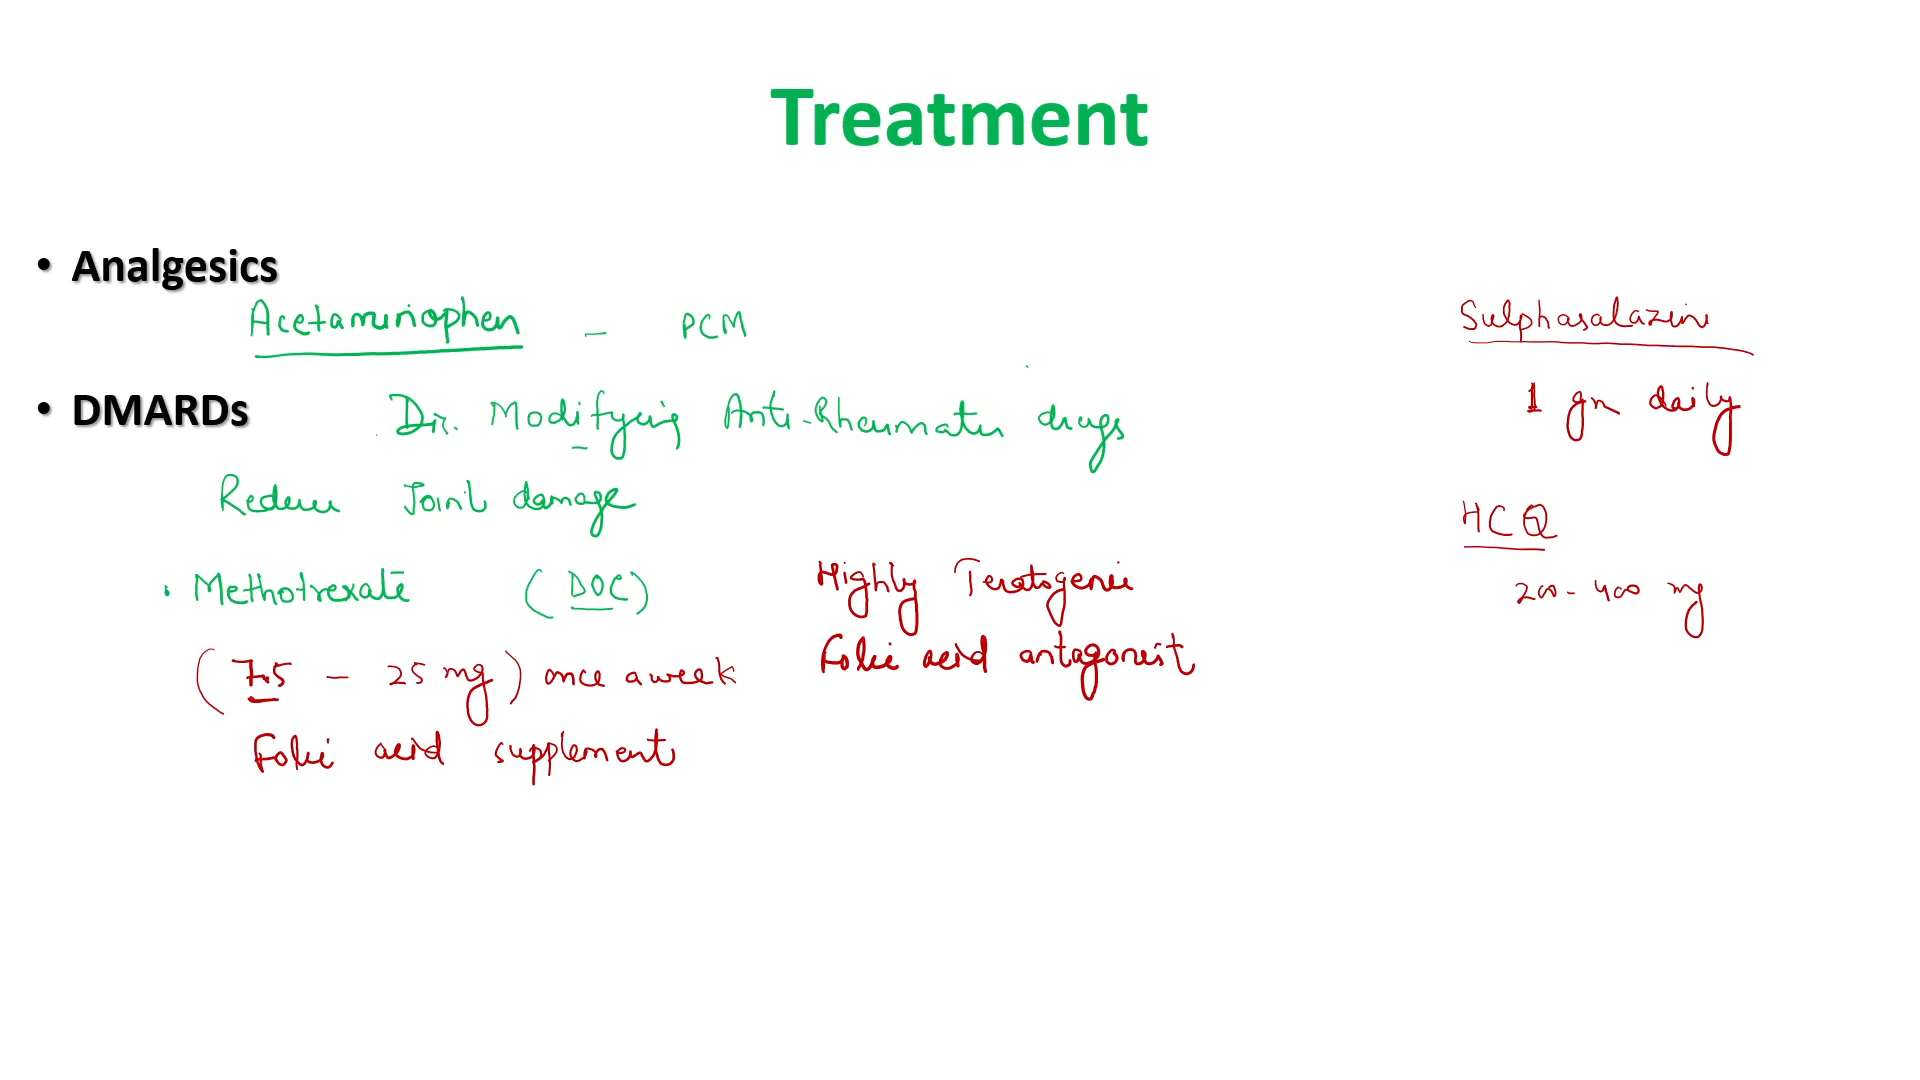 Treatment
• Analgesics
Acetaminophen - PCM
• DMARDs Dis. Modifying Anti-Rheumatic drugs
Reduce Joint damage
• Methotrexate (DOC)
(7.5 - 25 mg) once a week
Folic acid supplement
Highly Teratogenic
Folic acid antagonist
Sulphasalazine
1 gm daily
HCQ
200 - 400 mg